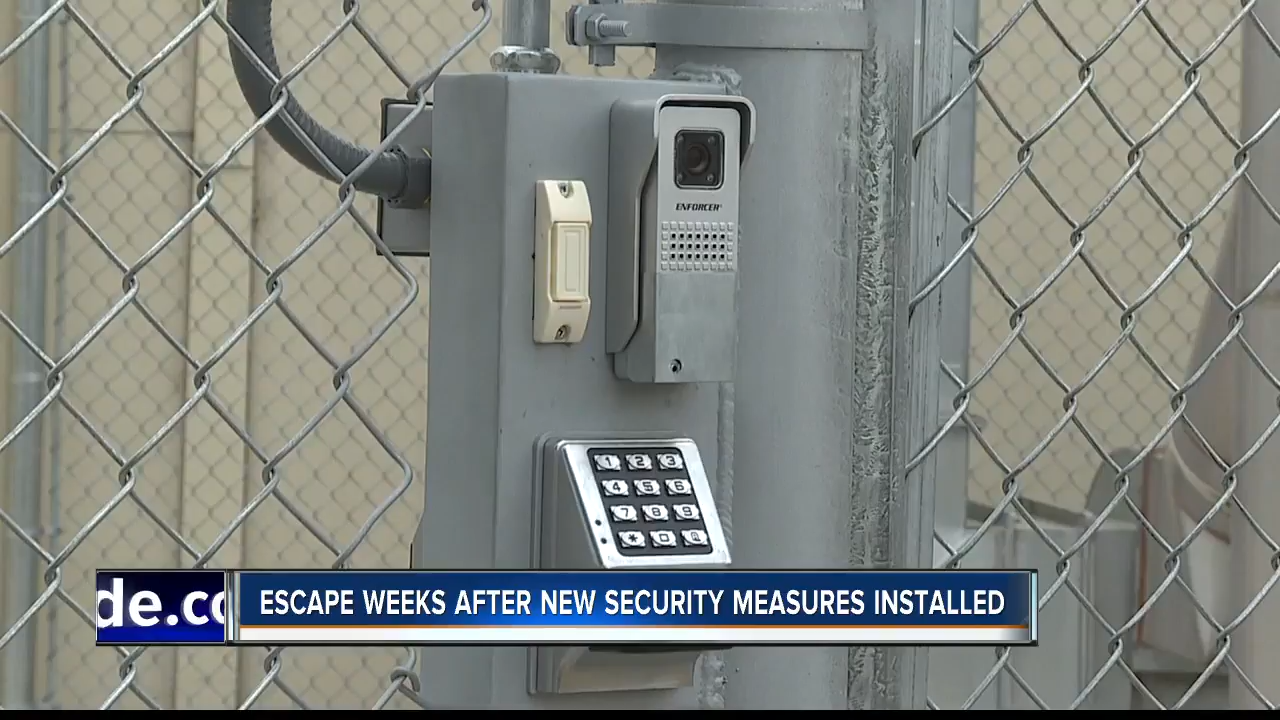 ENFORCER
1 2 3
4 5 6
7 8 9
* 0
de.co
ESCAPE WEEKS AFTER NEW SECURITY MEASURES INSTALLED